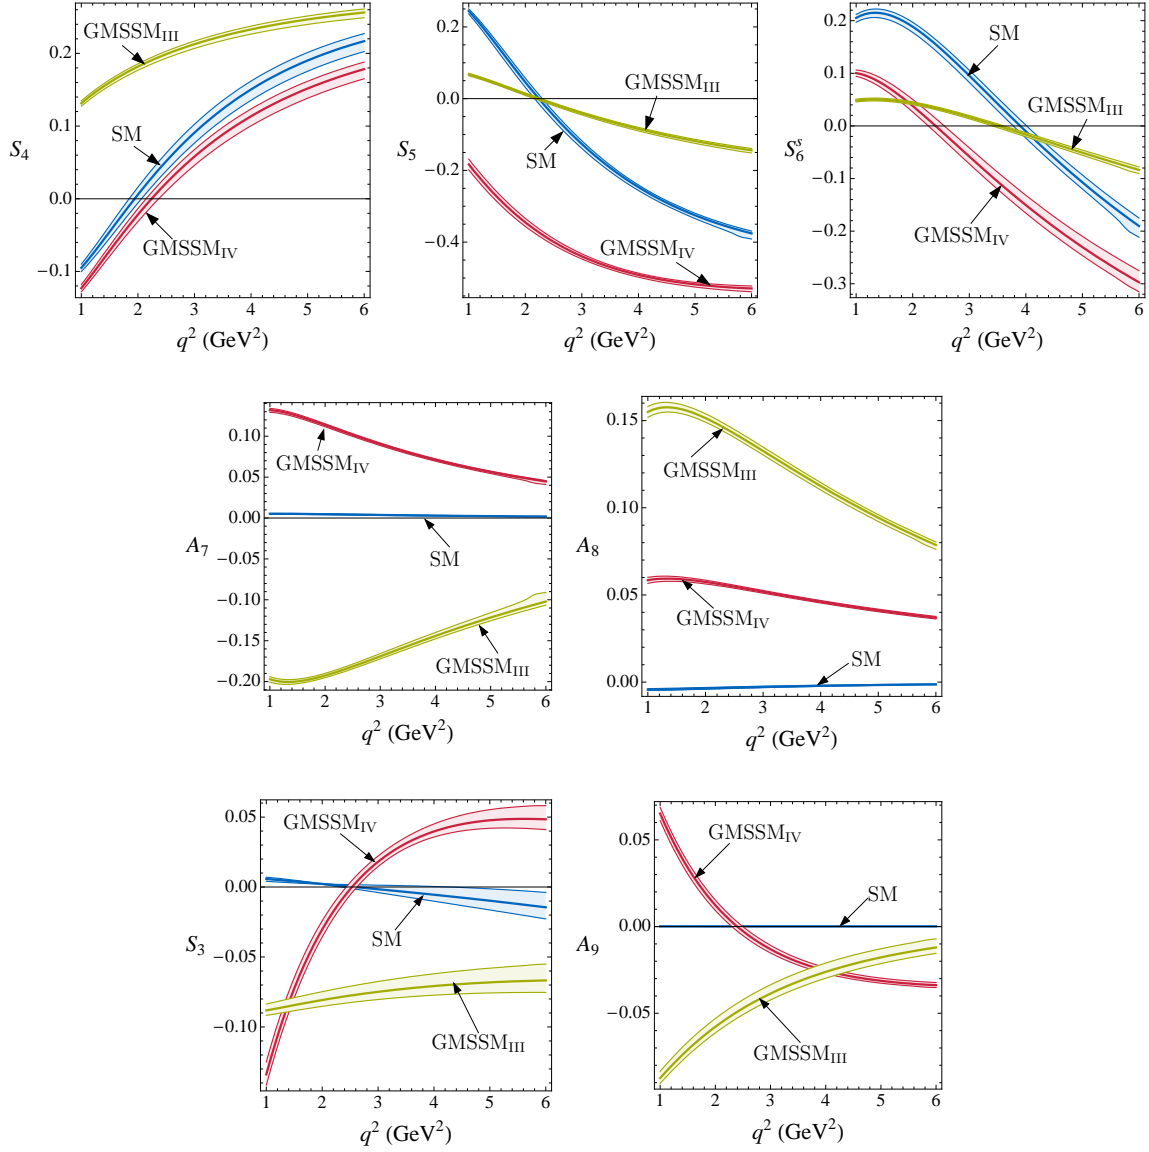 GMSSM_III
0.2
0.1
SM
S_4
0.0
GMSSM_IV
−0.1
1 2 3 4 5 6
q^2 (GeV^2)
0.2
GMSSM_III
0.0
S_5
SM
−0.2
GMSSM_IV
−0.4
1 2 3 4 5 6
q^2 (GeV^2)
0.2
SM
0.1
GMSSM_III
0.0
S_6^s
−0.1
GMSSM_IV
−0.2
−0.3
1 2 3 4 5 6
q^2 (GeV^2)
0.10
GMSSM_IV
0.05
0.00
A_7
SM
−0.05
−0.10
−0.15
GMSSM_III
−0.20
1 2 3 4 5 6
q^2 (GeV^2)
0.15
GMSSM_III
0.10
A_8
0.05
GMSSM_IV
SM
0.00
1 2 3 4 5 6
q^2 (GeV^2)
0.05
GMSSM_IV
0.00
SM
S_3
−0.05
GMSSM_III
−0.10
1 2 3 4 5 6
q^2 (GeV^2)
0.05
GMSSM_IV
SM
0.00
A_9
−0.05
GMSSM_III
1 2 3 4 5 6
q^2 (GeV^2)